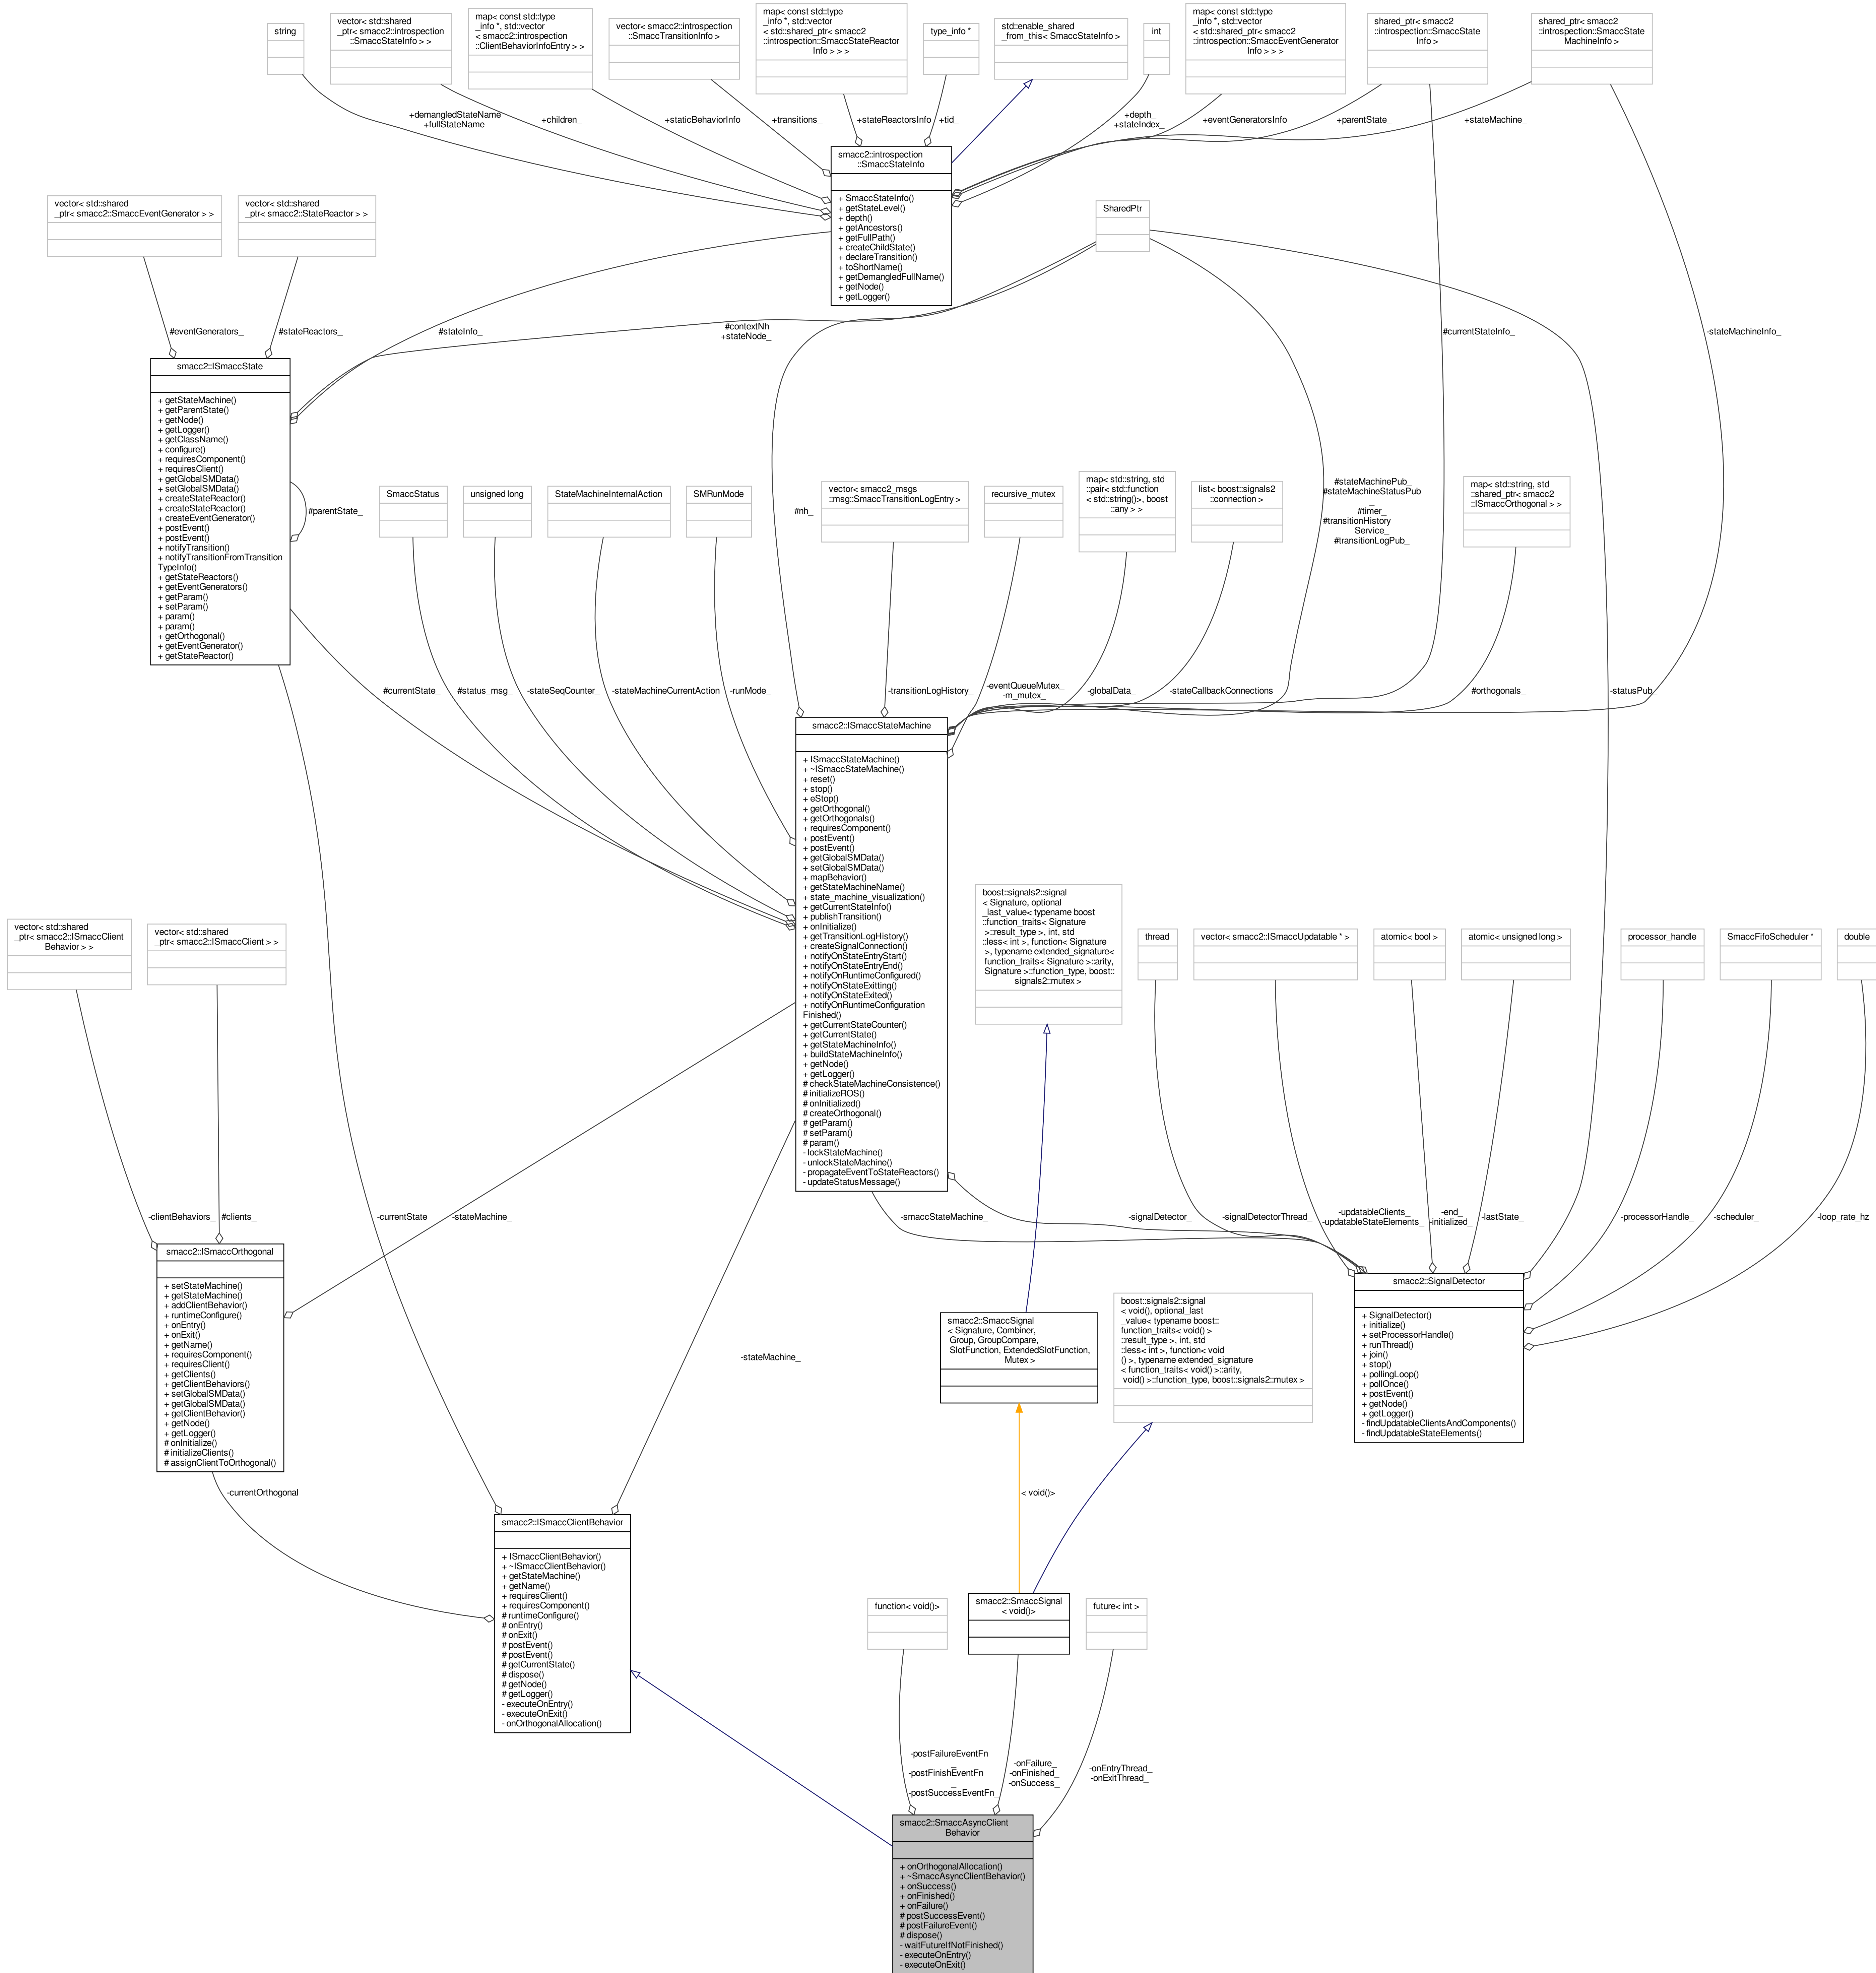 string
vector< std::shared
_ptr< smacc2::introspection
::SmaccStateInfo > >
map< const std::type
_info *, std::vector
< smacc2::introspection
::ClientBehaviorInfoEntry > >
vector< smacc2::introspection
::SmaccTransitionInfo >
map< const std::type
_info *, std::vector
< std::shared_ptr< smacc2
::introspection::SmaccStateReactor
Info > > >
type_info *
std::enable_shared
_from_this< SmaccStateInfo >
int
map< const std::type
_info *, std::vector
< std::shared_ptr< smacc2
::introspection::SmaccEventGenerator
Info > > >
shared_ptr< smacc2
::introspection::SmaccState
Info >
shared_ptr< smacc2
::introspection::SmaccState
MachineInfo >
+demangledStateName
+fullStateName
+children_
+staticBehaviorInfo
+transitions_
+stateReactorsInfo
+tid_
+depth_
+stateIndex_
+eventGeneratorsInfo
+parentState_
+stateMachine_
smacc2::introspection
::SmaccStateInfo
+ SmaccStateInfo()
+ getStateLevel()
+ depth()
+ getAncestors()
+ getFullPath()
+ createChildState()
+ declareTransition()
+ toShortName()
+ getDemangledFullName()
+ getNode()
+ getLogger()
vector< std::shared
_ptr< smacc2::SmaccEventGenerator > >
vector< std::shared
_ptr< smacc2::StateReactor > >
SharedPtr
#eventGenerators_
#stateReactors_
#stateInfo_
#contextNh
+stateNode_
#currentStateInfo_
-stateMachineInfo_
smacc2::ISmaccState
+ getStateMachine()
+ getParentState()
+ getNode()
+ getLogger()
+ getClassName()
+ configure()
+ requiresComponent()
+ requiresClient()
+ getGlobalSMData()
+ setGlobalSMData()
+ createStateReactor()
+ createStateReactor()
+ createEventGenerator()
+ postEvent()
+ postEvent()
+ notifyTransition()
+ notifyTransitionFromTransition
TypeInfo()
+ getStateReactors()
+ getEventGenerators()
+ getParam()
+ setParam()
+ param()
+ param()
+ getOrthogonal()
+ getEventGenerator()
+ getStateReactor()
#parentState_
SmaccStatus
unsigned long
StateMachineInternalAction
SMRunMode
#nh_
vector< smacc2_msgs
::msg::SmaccTransitionLogEntry >
recursive_mutex
map< std::string, std
::pair< std::function
< std::string()>, boost
::any > >
list< boost::signals2
::connection >
#stateMachinePub_
#stateMachineStatusPub
_
#timer_
#transitionHistory
Service_
#transitionLogPub_
map< std::string, std
::shared_ptr< smacc2
::ISmaccOrthogonal > >
#currentState_
#status_msg_
-stateSeqCounter_
-stateMachineCurrentAction
-runMode_
-transitionLogHistory_
-eventQueueMutex_
-m_mutex_
-globalData_
-stateCallbackConnections
#orthogonals_
-statusPub_
smacc2::ISmaccStateMachine
+ ISmaccStateMachine()
+ ~ISmaccStateMachine()
+ reset()
+ stop()
+ eStop()
+ getOrthogonal()
+ getOrthogonals()
+ requiresComponent()
+ postEvent()
+ postEvent()
+ getGlobalSMData()
+ setGlobalSMData()
+ mapBehavior()
+ getStateMachineName()
+ state_machine_visualization()
+ getCurrentStateInfo()
+ publishTransition()
+ onInitialize()
+ getTransitionLogHistory()
+ createSignalConnection()
+ notifyOnStateEntryStart()
+ notifyOnStateEntryEnd()
+ notifyOnRuntimeConfigured()
+ notifyOnStateExitting()
+ notifyOnStateExited()
+ notifyOnRuntimeConfiguration
Finished()
+ getCurrentStateCounter()
+ getCurrentState()
+ getStateMachineInfo()
+ buildStateMachineInfo()
+ getNode()
+ getLogger()
# checkStateMachineConsistence()
# initializeROS()
# onInitialized()
# createOrthogonal()
# getParam()
# setParam()
# param()
- lockStateMachine()
- unlockStateMachine()
- propagateEventToStateReactors()
- updateStatusMessage()
vector< std::shared
_ptr< smacc2::ISmaccClient
Behavior > >
vector< std::shared
_ptr< smacc2::ISmaccClient > >
boost::signals2::signal
< Signature, optional
_last_value< typename boost
::function_traits< Signature
>::result_type >, int, std
::less< int >, function< Signature
>, typename extended_signature<
function_traits< Signature >::arity,
Signature >::function_type, boost::
signals2::mutex >
thread
vector< smacc2::ISmaccUpdatable * >
atomic< bool >
atomic< unsigned long >
processor_handle
SmaccFifoScheduler *
double
-clientBehaviors_
#clients_
-currentState
-stateMachine_
-smaccStateMachine_
-signalDetector_
-signalDetectorThread_
-updatableClients_
-updatableStateElements_
-end_
-initialized_
-lastState_
-processorHandle_
-scheduler_
-loop_rate_hz
smacc2::ISmaccOrthogonal
+ setStateMachine()
+ getStateMachine()
+ addClientBehavior()
+ runtimeConfigure()
+ onEntry()
+ onExit()
+ getName()
+ requiresComponent()
+ requiresClient()
+ getClients()
+ getClientBehaviors()
+ setGlobalSMData()
+ getGlobalSMData()
+ getClientBehavior()
+ getNode()
+ getLogger()
# onInitialize()
# initializeClients()
# assignClientToOrthogonal()
smacc2::SignalDetector
+ SignalDetector()
+ initialize()
+ setProcessorHandle()
+ runThread()
+ join()
+ stop()
+ pollingLoop()
+ pollOnce()
+ postEvent()
+ getNode()
+ getLogger()
- findUpdatableClientsAndComponents()
- findUpdatableStateElements()
-stateMachine_
smacc2::SmaccSignal
< Signature, Combiner,
Group, GroupCompare,
SlotFunction, ExtendedSlotFunction,
Mutex >
boost::signals2::signal
< void(), optional_last
_value< typename boost::
function_traits< void() >
::result_type >, int, std
::less< int >, function< void
() >, typename extended_signature
< function_traits< void() >::arity,
void() >::function_type, boost::signals2::mutex >
-currentOrthogonal
< void()>
smacc2::ISmaccClientBehavior
+ ISmaccClientBehavior()
+ ~ISmaccClientBehavior()
+ getStateMachine()
+ getName()
+ requiresClient()
+ requiresComponent()
# runtimeConfigure()
# onEntry()
# onExit()
# postEvent()
# postEvent()
# getCurrentState()
# dispose()
# getNode()
# getLogger()
- executeOnEntry()
- executeOnExit()
- onOrthogonalAllocation()
function< void()>
smacc2::SmaccSignal
< void()>
future< int >
-postFailureEventFn
_
-postFinishEventFn
_
-postSuccessEventFn_
-onFailure_
-onFinished_
-onSuccess_
-onEntryThread_
-onExitThread_
smacc2::SmaccAsyncClient
Behavior
+ onOrthogonalAllocation()
+ ~SmaccAsyncClientBehavior()
+ onSuccess()
+ onFinished()
+ onFailure()
# postSuccessEvent()
# postFailureEvent()
# dispose()
- waitFutureIfNotFinished()
- executeOnEntry()
- executeOnExit()